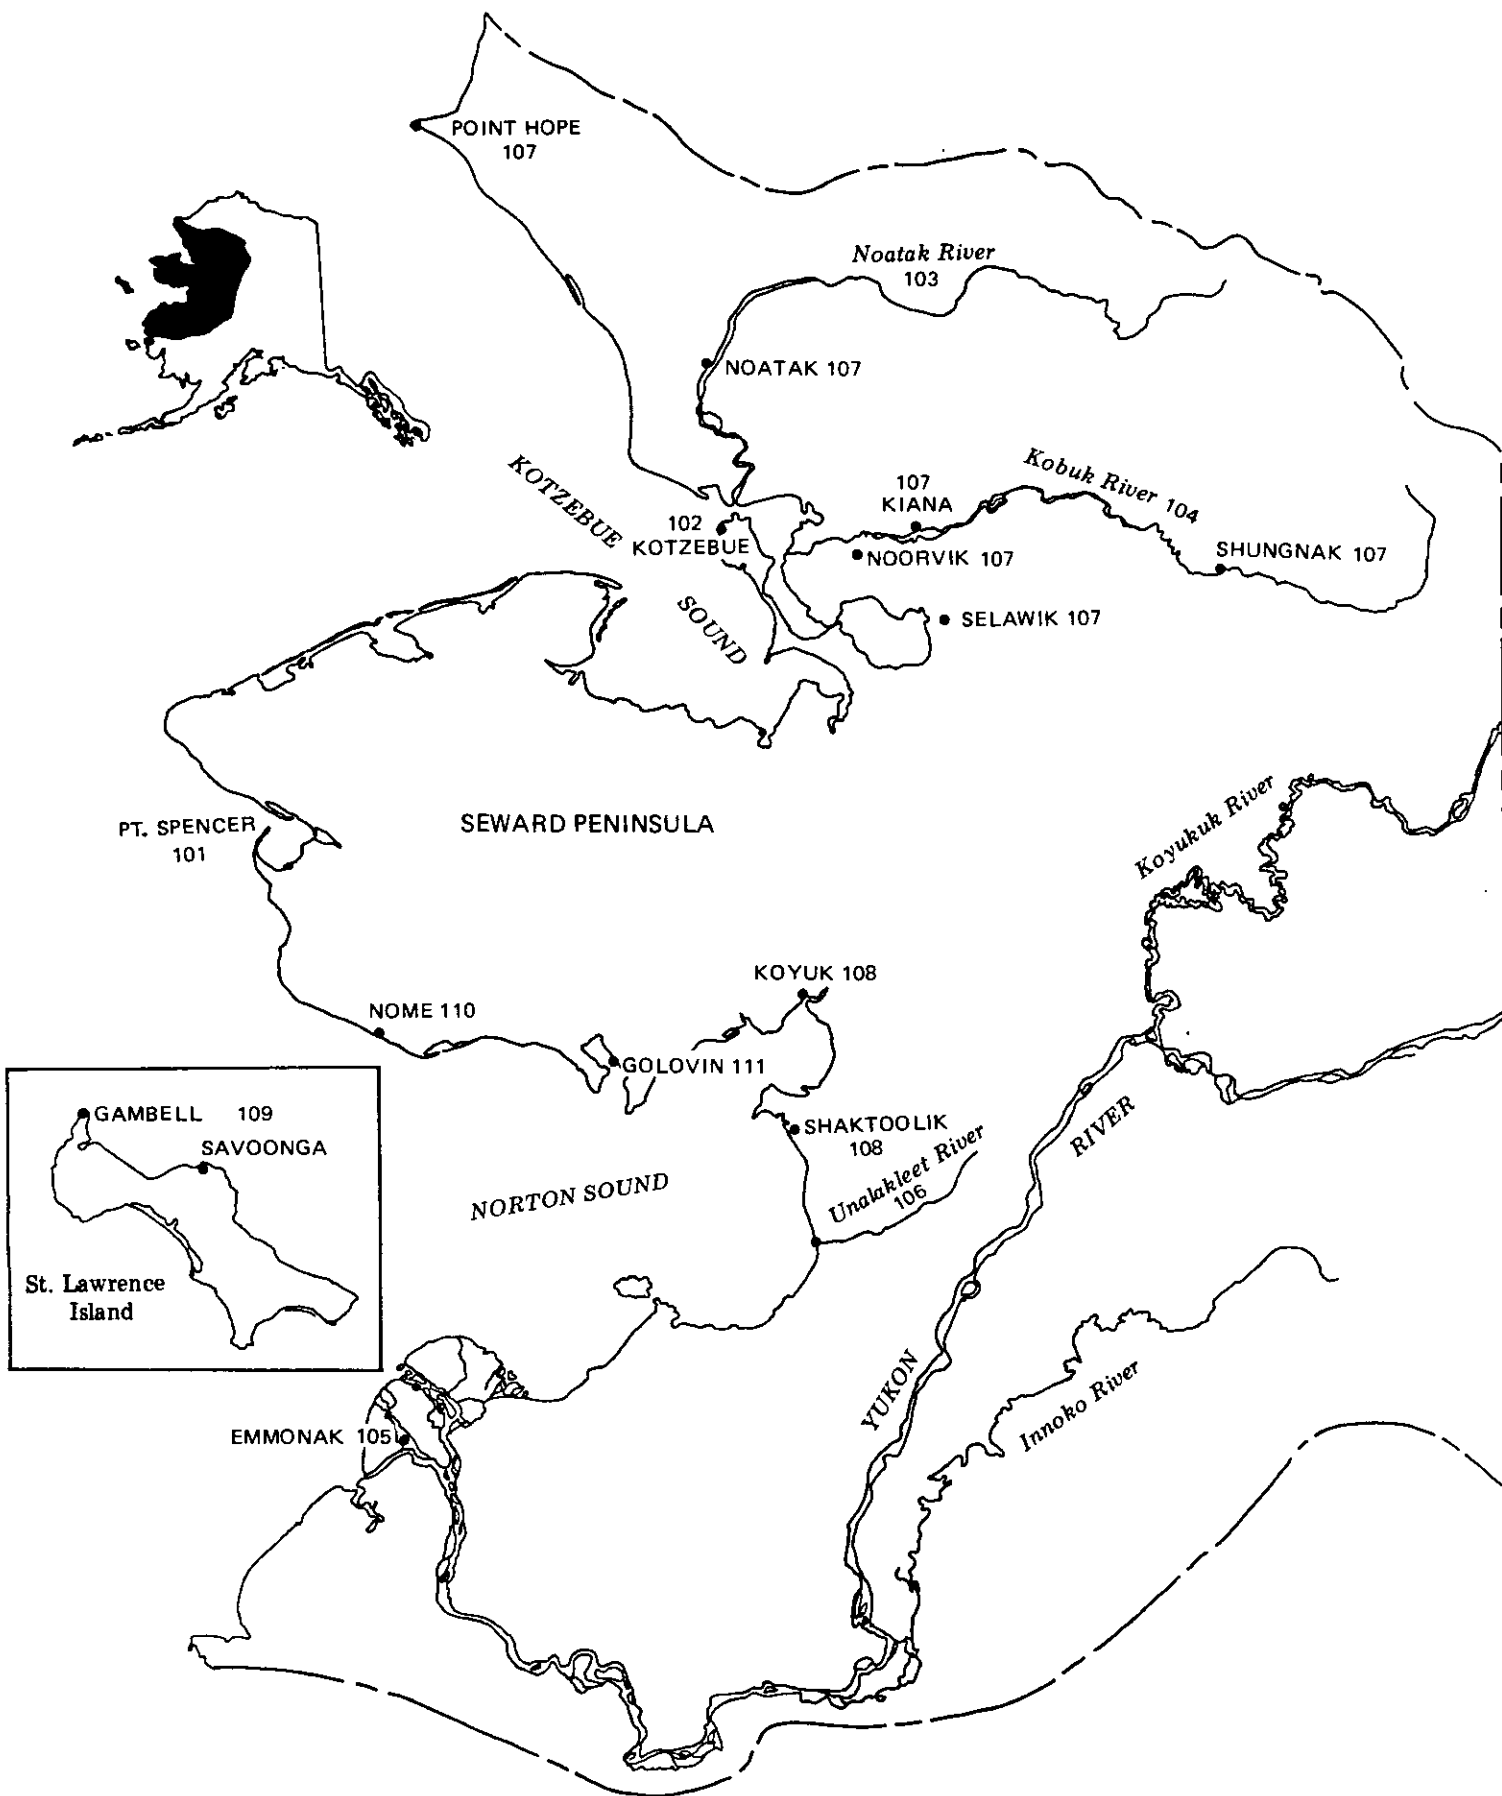 POINT HOPE
107
Noatak River
103
NOATAK 107
KOTZEBUE
SOUND
107
KIANA
Kobuk River 104
102
KOTZEBUE
NOORVIK 107
SHUNGNAK 107
SELAWIK 107
PT. SPENCER
101
SEWARD PENINSULA
Koyukuk River
KOYUK 108
NOME 110
GOLOVIN 111
GAMBELL 109
SAVOONGA
St. Lawrence
Island
SHAKTOOLIK
108
Unalakleet River
106
NORTON SOUND
YUKON
RIVER
Innoko River
EMMONAK 105